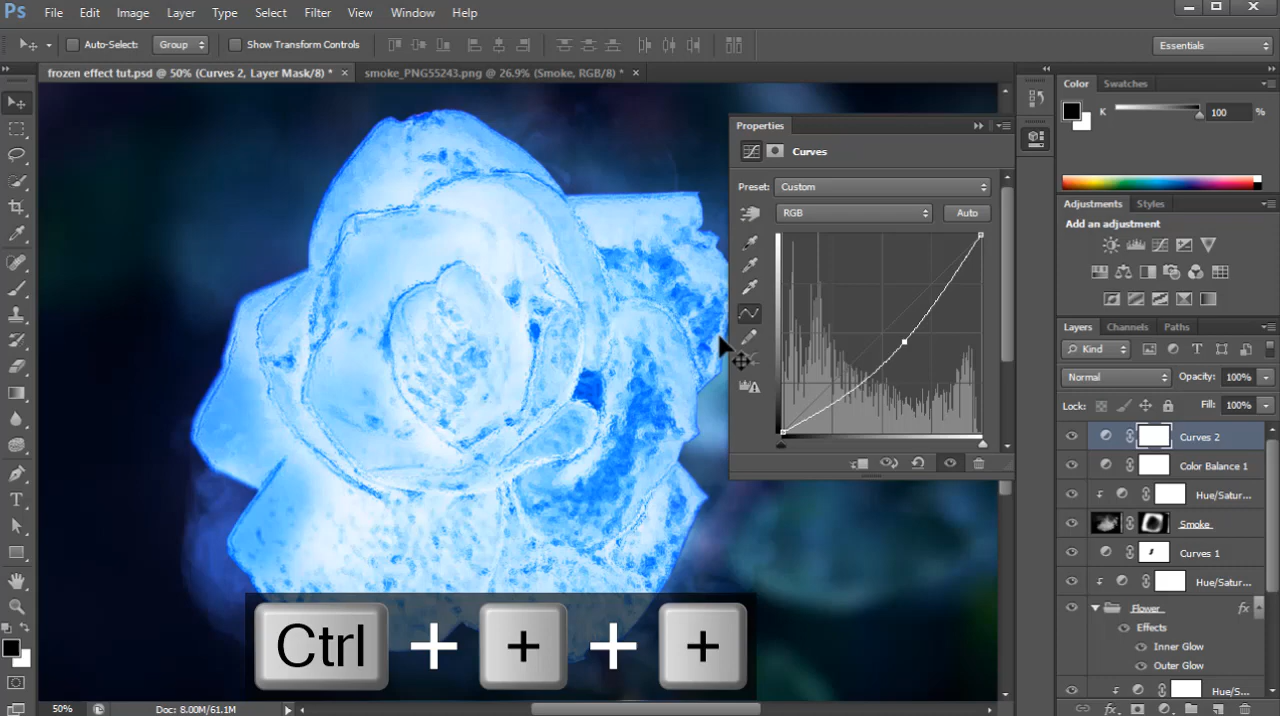 Ps File Edit Image Layer Type Select Filter View Window Help
Auto-Select: Group Show Transform Controls Essentials
frozen effect tut.psd @ 50% (Curves 2, Layer Mask/8) * × smoke_PNG55243.png @ 26.9% (Smoke, RGB/8) * ×
Color Swatches
K 100 %
Properties
Curves
Preset: Custom
RGB Auto
Adjustments Styles
Add an adjustment
Layers Channels Paths
Kind
Normal Opacity: 100%
Lock: Fill: 100%
Curves 2
Color Balance 1
Hue/Satur...
Smoke
Curves 1
Hue/Satur...
Flower fx
Effects
Inner Glow
Outer Glow
Hue/S...
Ctrl + + + +
50% Doc: 8.00M/61.1M
fx